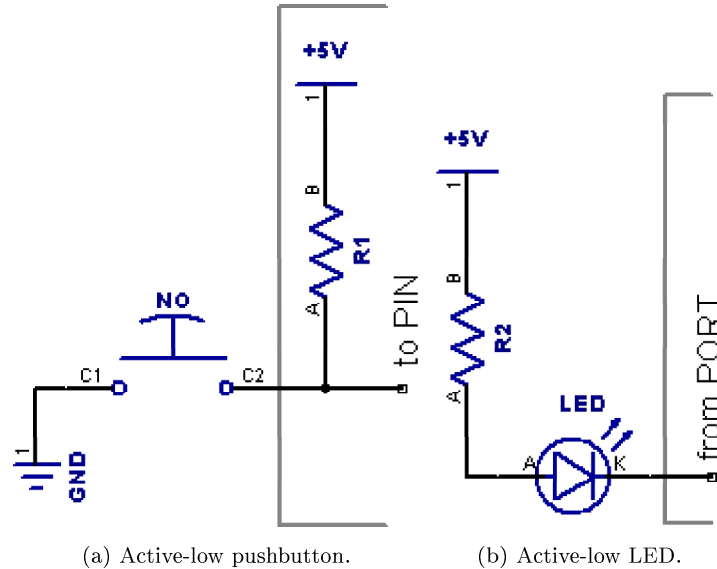 +5V
1
B
R1
A
to PIN
NO
C1
C2
1
GND
+5V
1
B
R2
A
LED
A
K
from PORT
(a) Active-low pushbutton.
(b) Active-low LED.